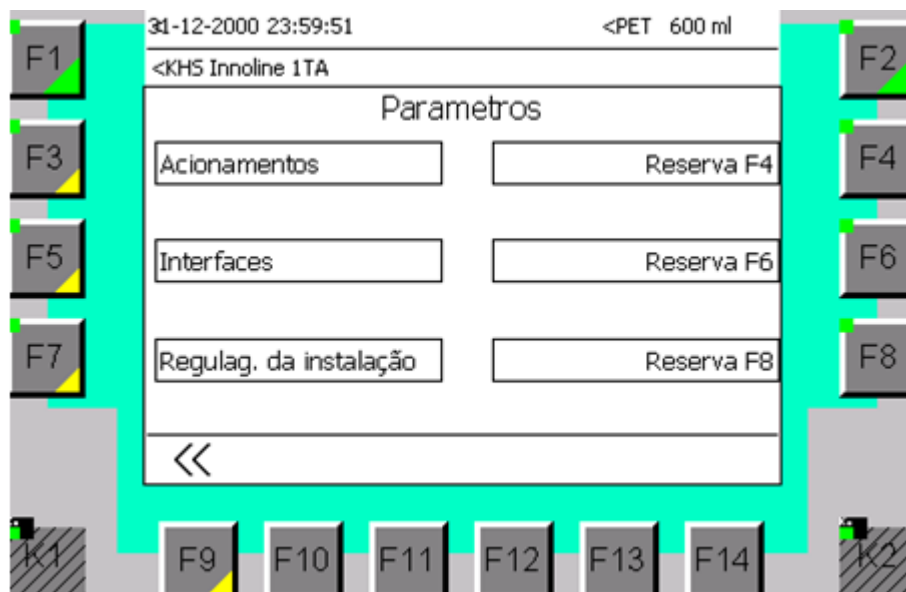 31-12-2000 23:59:51 <PET 600 ml
F1 F2
<KHS Innoline 1TA
Parametros
F3 Acionamentos Reserva F4 F4
F5 Interfaces Reserva F6 F6
F7 Regulag. da instalação Reserva F8 F8
<<
K1 F9 F10 F11 F12 F13 F14 K2